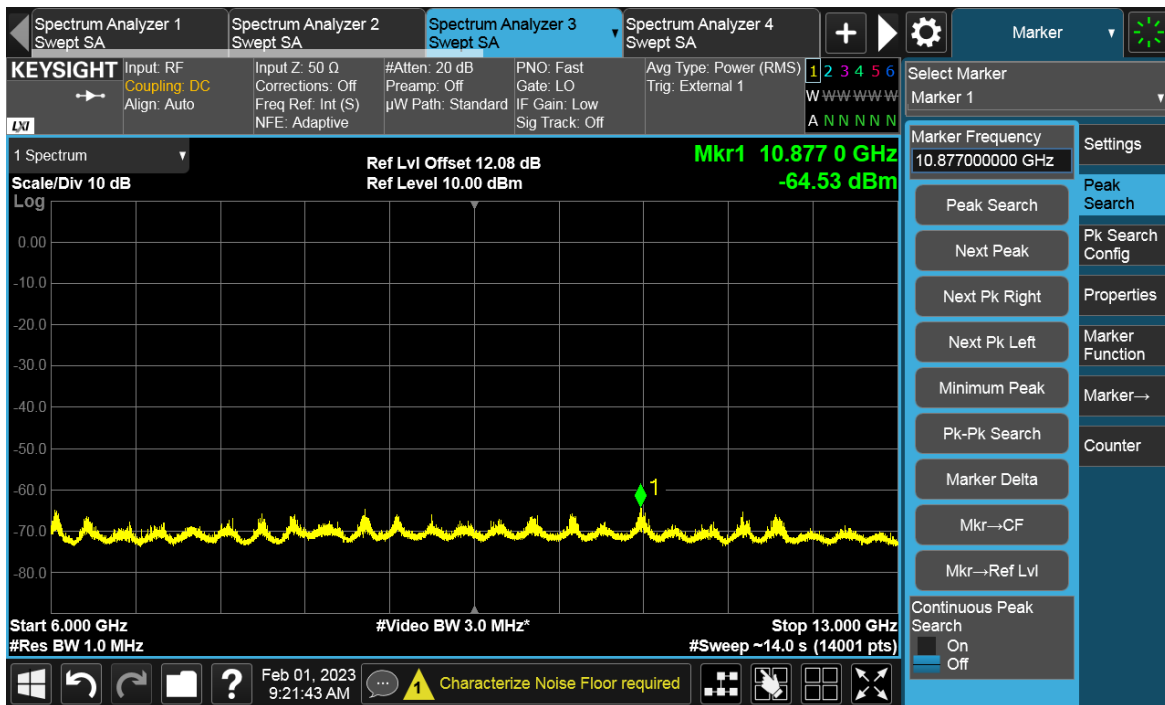 Spectrum Analyzer 1
Swept SA
Spectrum Analyzer 2
Swept SA
Spectrum Analyzer 3
Swept SA
Spectrum Analyzer 4
Swept SA
+
Marker
KEYSIGHT
LXI
Input: RF
Coupling: DC
Align: Auto
Input Z: 50 Ω
Corrections: Off
Freq Ref: Int (S)
NFE: Adaptive
#Atten: 20 dB
Preamp: Off
µW Path: Standard
PNO: Fast
Gate: LO
IF Gain: Low
Sig Track: Off
Avg Type: Power (RMS)
Trig: External 1
1 2 3 4 5 6
W W W W W W
A N N N N N
Select Marker
Marker 1
1 Spectrum
Scale/Div 10 dB
Log
Ref Lvl Offset 12.08 dB
Ref Level 10.00 dBm
Mkr1 10.877 0 GHz
-64.53 dBm
0.00
-10.0
-20.0
-30.0
-40.0
-50.0
-60.0
-70.0
-80.0
1
Start 6.000 GHz
#Res BW 1.0 MHz
#Video BW 3.0 MHz*
Stop 13.000 GHz
#Sweep ~14.0 s (14001 pts)
Marker Frequency
10.877000000 GHz
Peak Search
Next Peak
Next Pk Right
Next Pk Left
Minimum Peak
Pk-Pk Search
Marker Delta
Mkr→CF
Mkr→Ref Lvl
Continuous Peak
Search
On
Off
Settings
Peak
Search
Pk Search
Config
Properties
Marker
Function
Marker→
Counter
?
Feb 01, 2023
9:21:43 AM
1
Characterize Noise Floor required